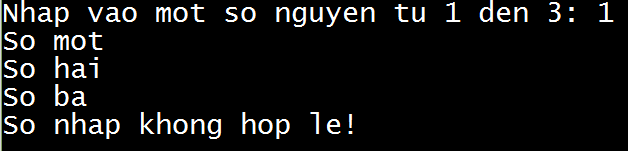 Nhap vao mot so nguyen tu 1 den 3: 1
So mot
So hai
So ba
So nhap khong hop le!